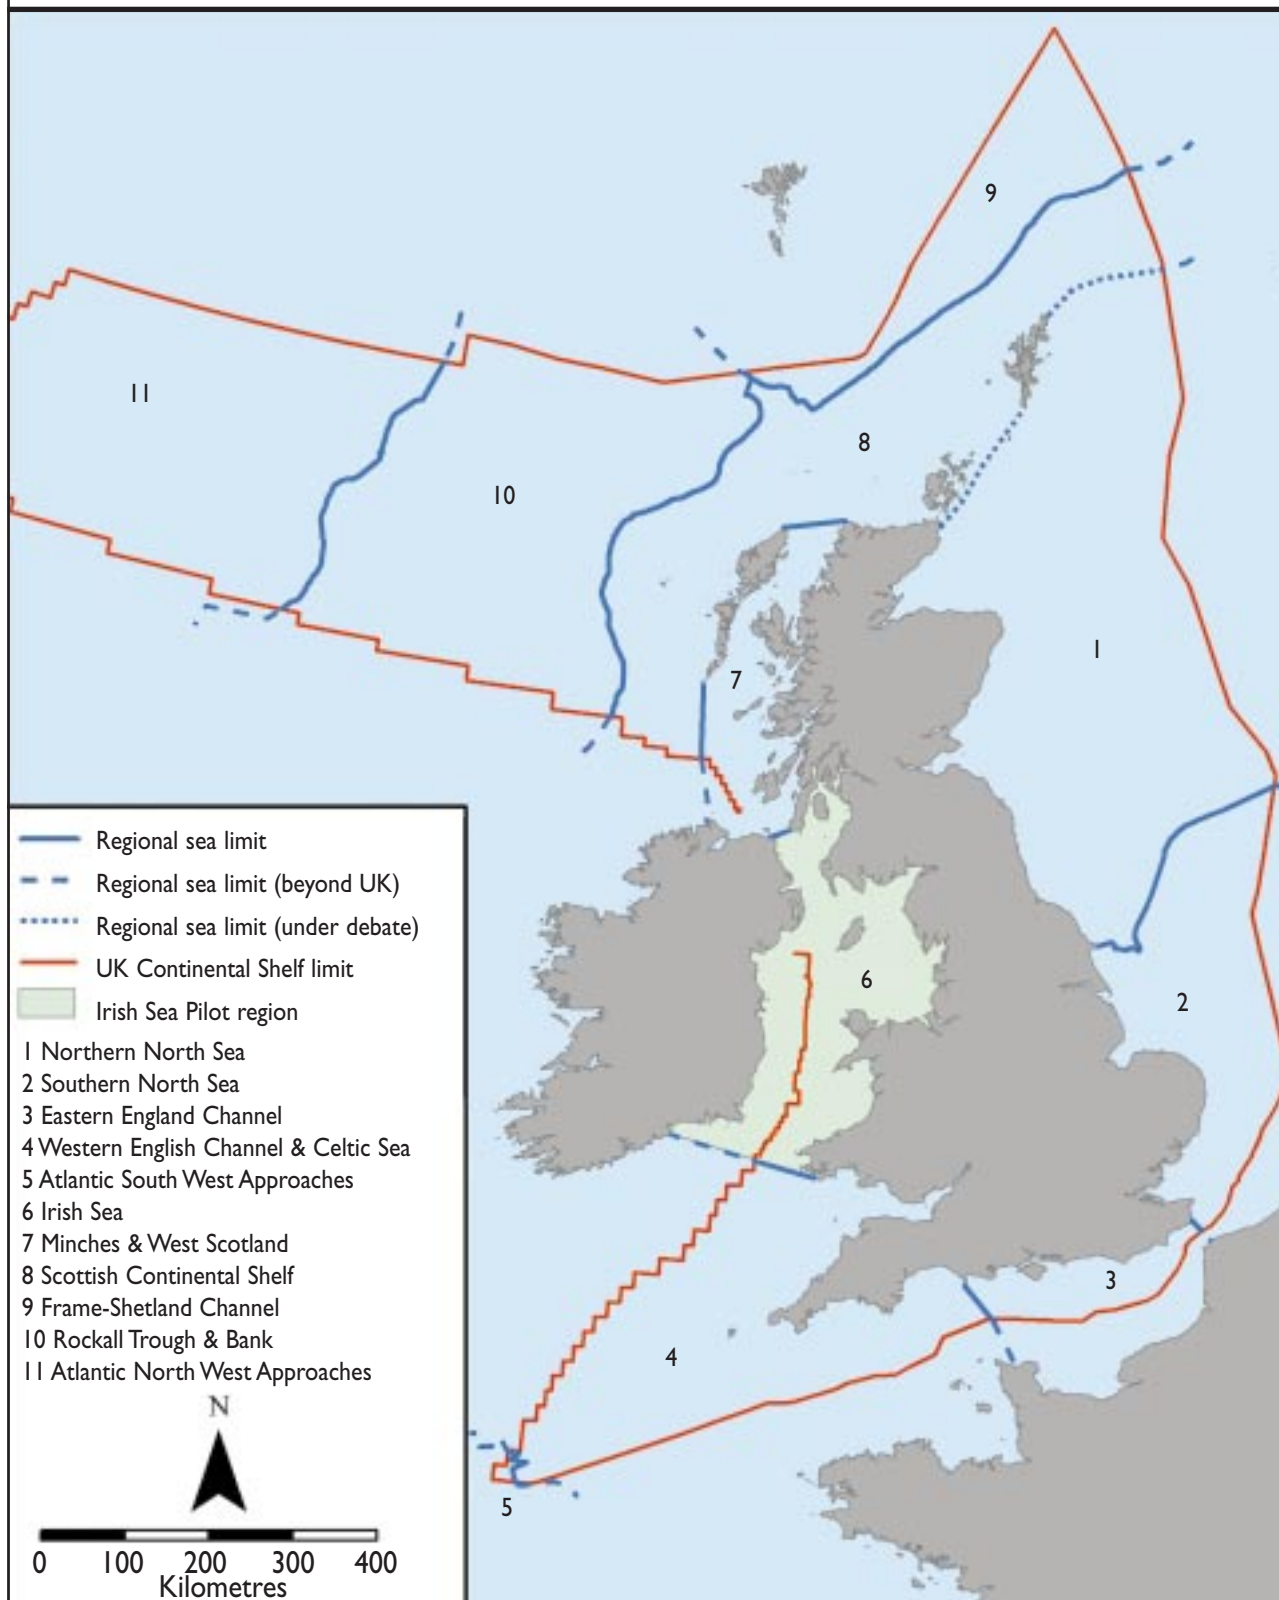 9
11
8
10
1
7
6
2
3
4
5
Regional sea limit
Regional sea limit (beyond UK)
Regional sea limit (under debate)
UK Continental Shelf limit
Irish Sea Pilot region
1 Northern North Sea
2 Southern North Sea
3 Eastern England Channel
4 Western English Channel & Celtic Sea
5 Atlantic South West Approaches
6 Irish Sea
7 Minches & West Scotland
8 Scottish Continental Shelf
9 Frame-Shetland Channel
10 Rockall Trough & Bank
11 Atlantic North West Approaches
N
0 100 200 300 400
Kilometres